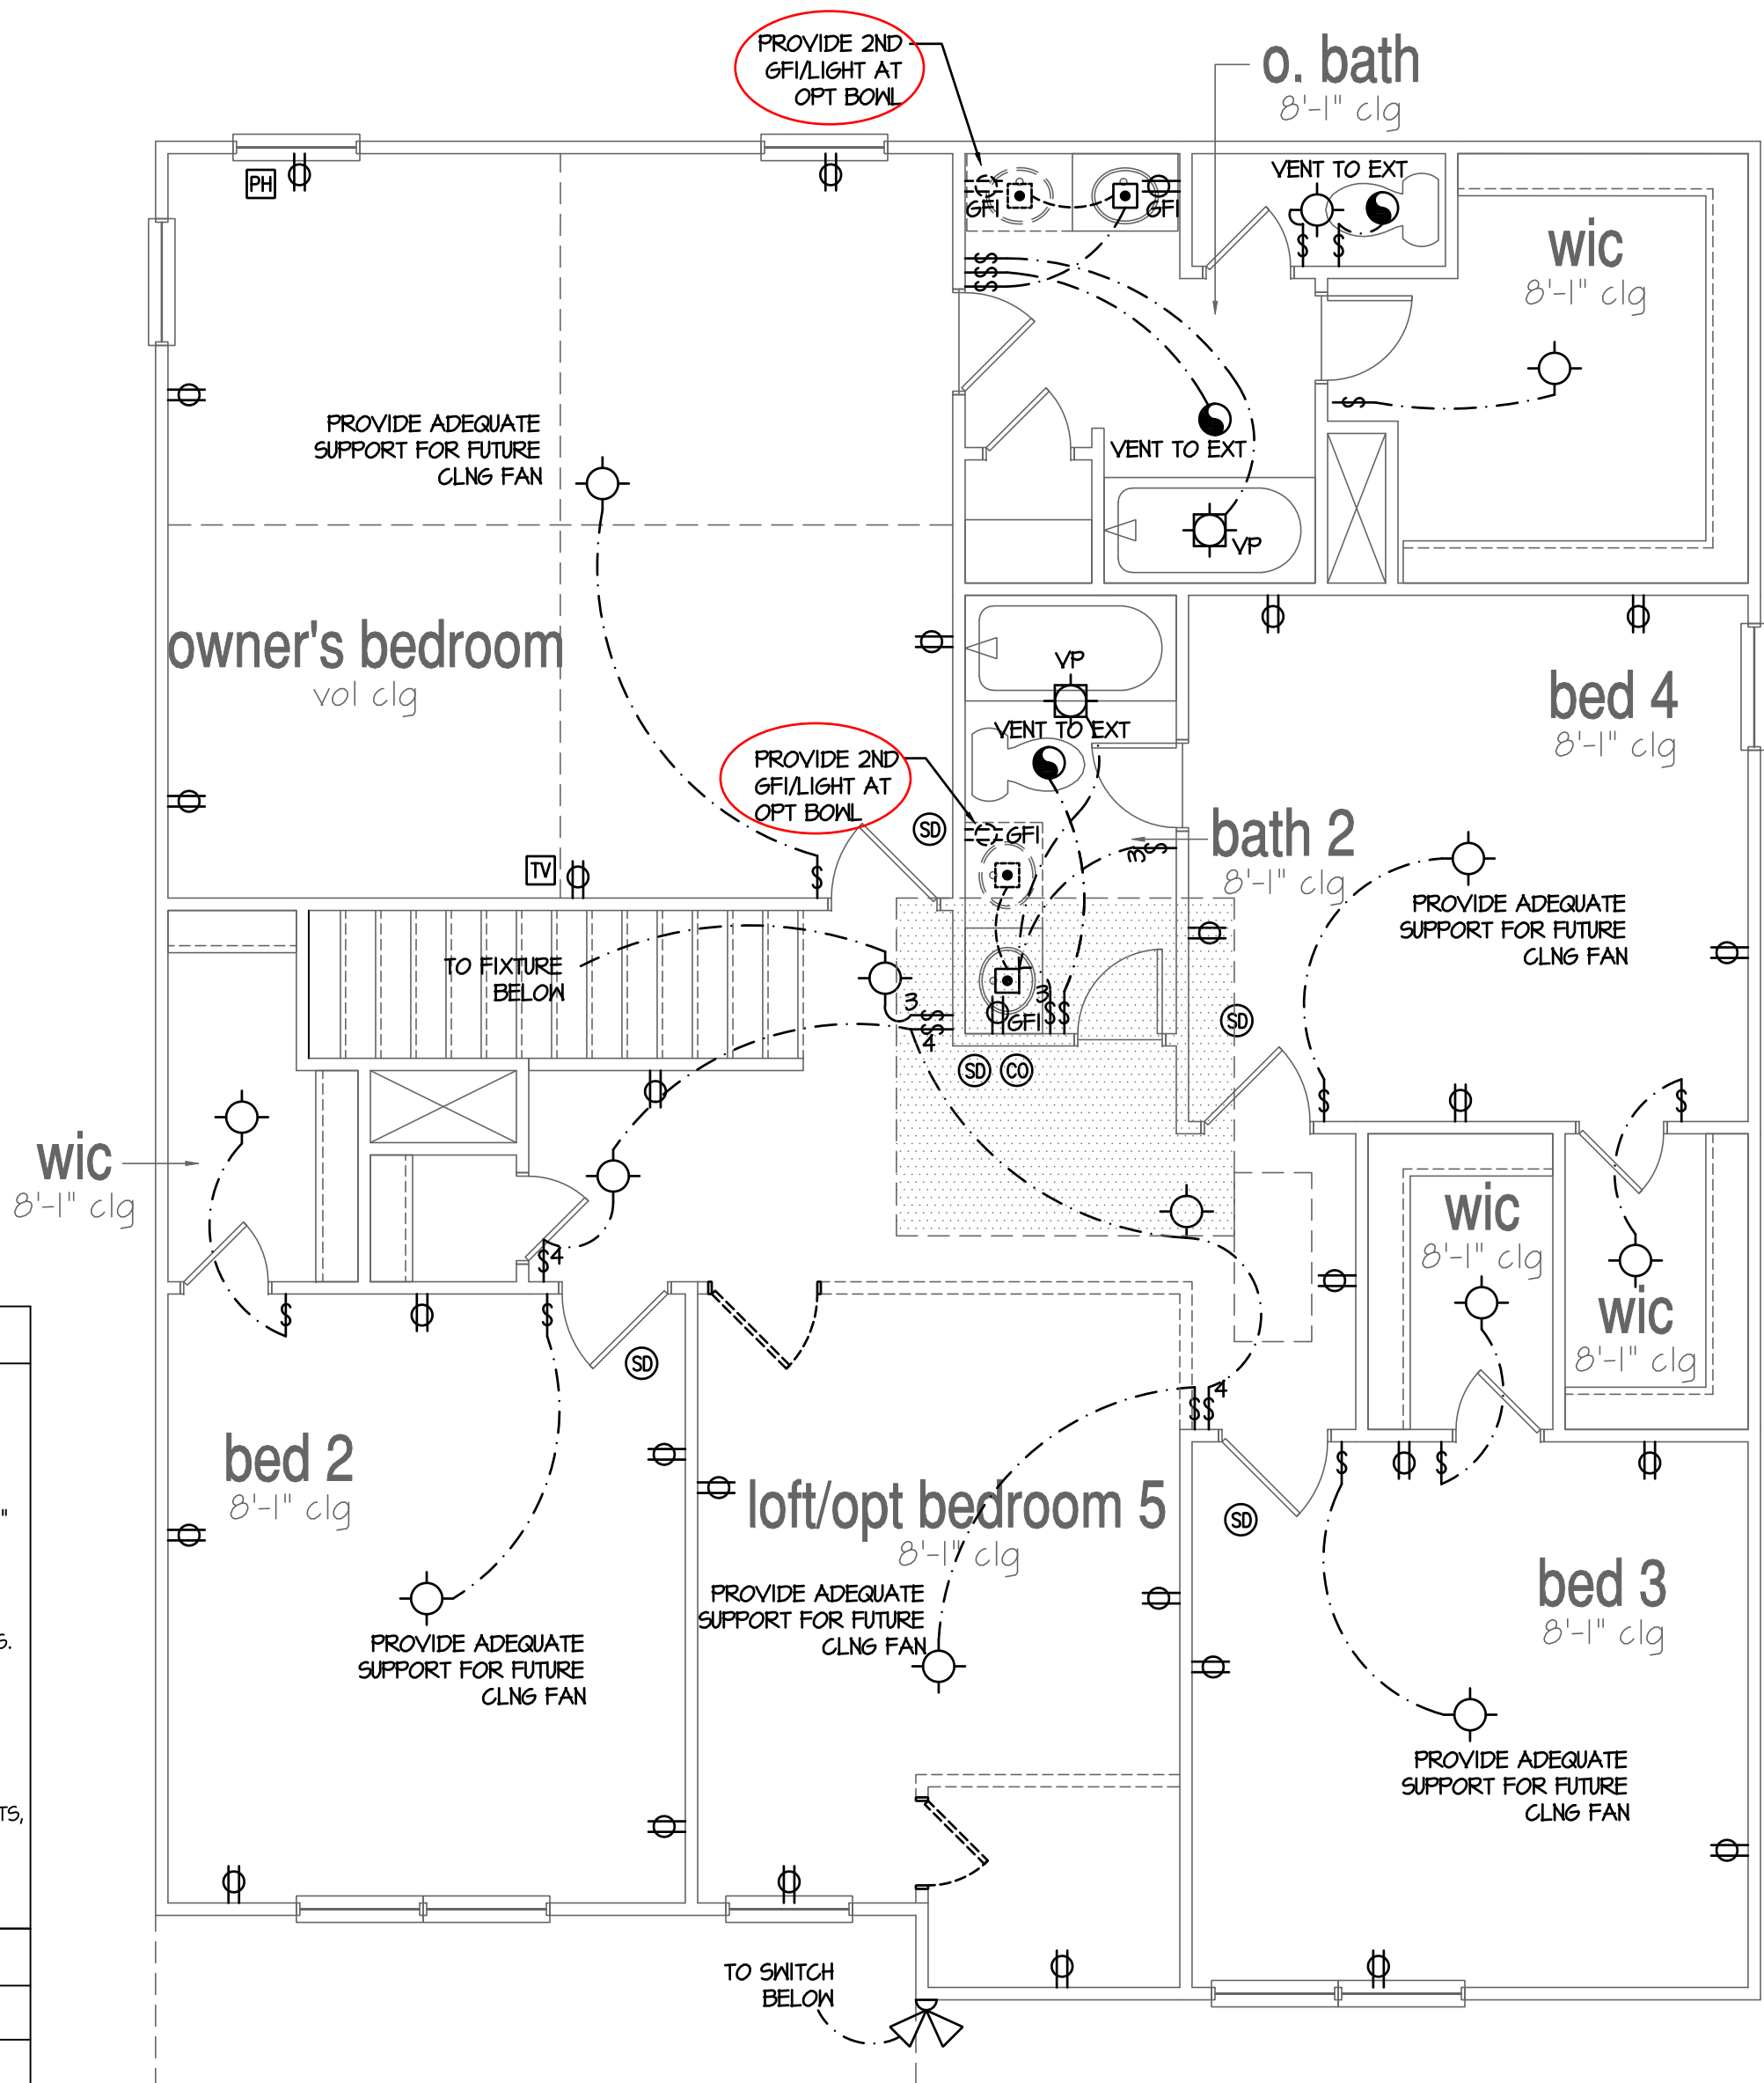 PROVIDE 2ND
GFI/LIGHT AT
OPT BOWL
o. bath
8'-1" clg
PH
VENT TO EXT
GFI
GFI
$
$
wic
8'-1" clg
$
$
$
$
PROVIDE ADEQUATE
SUPPORT FOR FUTURE
CLNG FAN
VENT TO EXT
VP
owner's bedroom
vol clg
VP
VENT TO EXT
bed 4
8'-1" clg
PROVIDE 2ND
GFI/LIGHT AT
OPT BOWL
SD
GFI
bath 2
8'-1" clg
$3
TV
$
PROVIDE ADEQUATE
SUPPORT FOR FUTURE
CLNG FAN
TO FIXTURE
BELOW
3
$
$
4
3
GFI
$
$
SD
SD
CO
$
$
wic
8'-1" clg
wic
8'-1" clg
$4
wic
8'-1" clg
$
$
SD
$
$
4
bed 2
8'-1" clg
loft/opt bedroom 5
8'-1" clg
$
$
SD
"
bed 3
8'-1" clg
PROVIDE ADEQUATE
SUPPORT FOR FUTURE
CLNG FAN
S.
PROVIDE ADEQUATE
SUPPORT FOR FUTURE
CLNG FAN
PROVIDE ADEQUATE
SUPPORT FOR FUTURE
CLNG FAN
TS,
TO SWITCH
BELOW